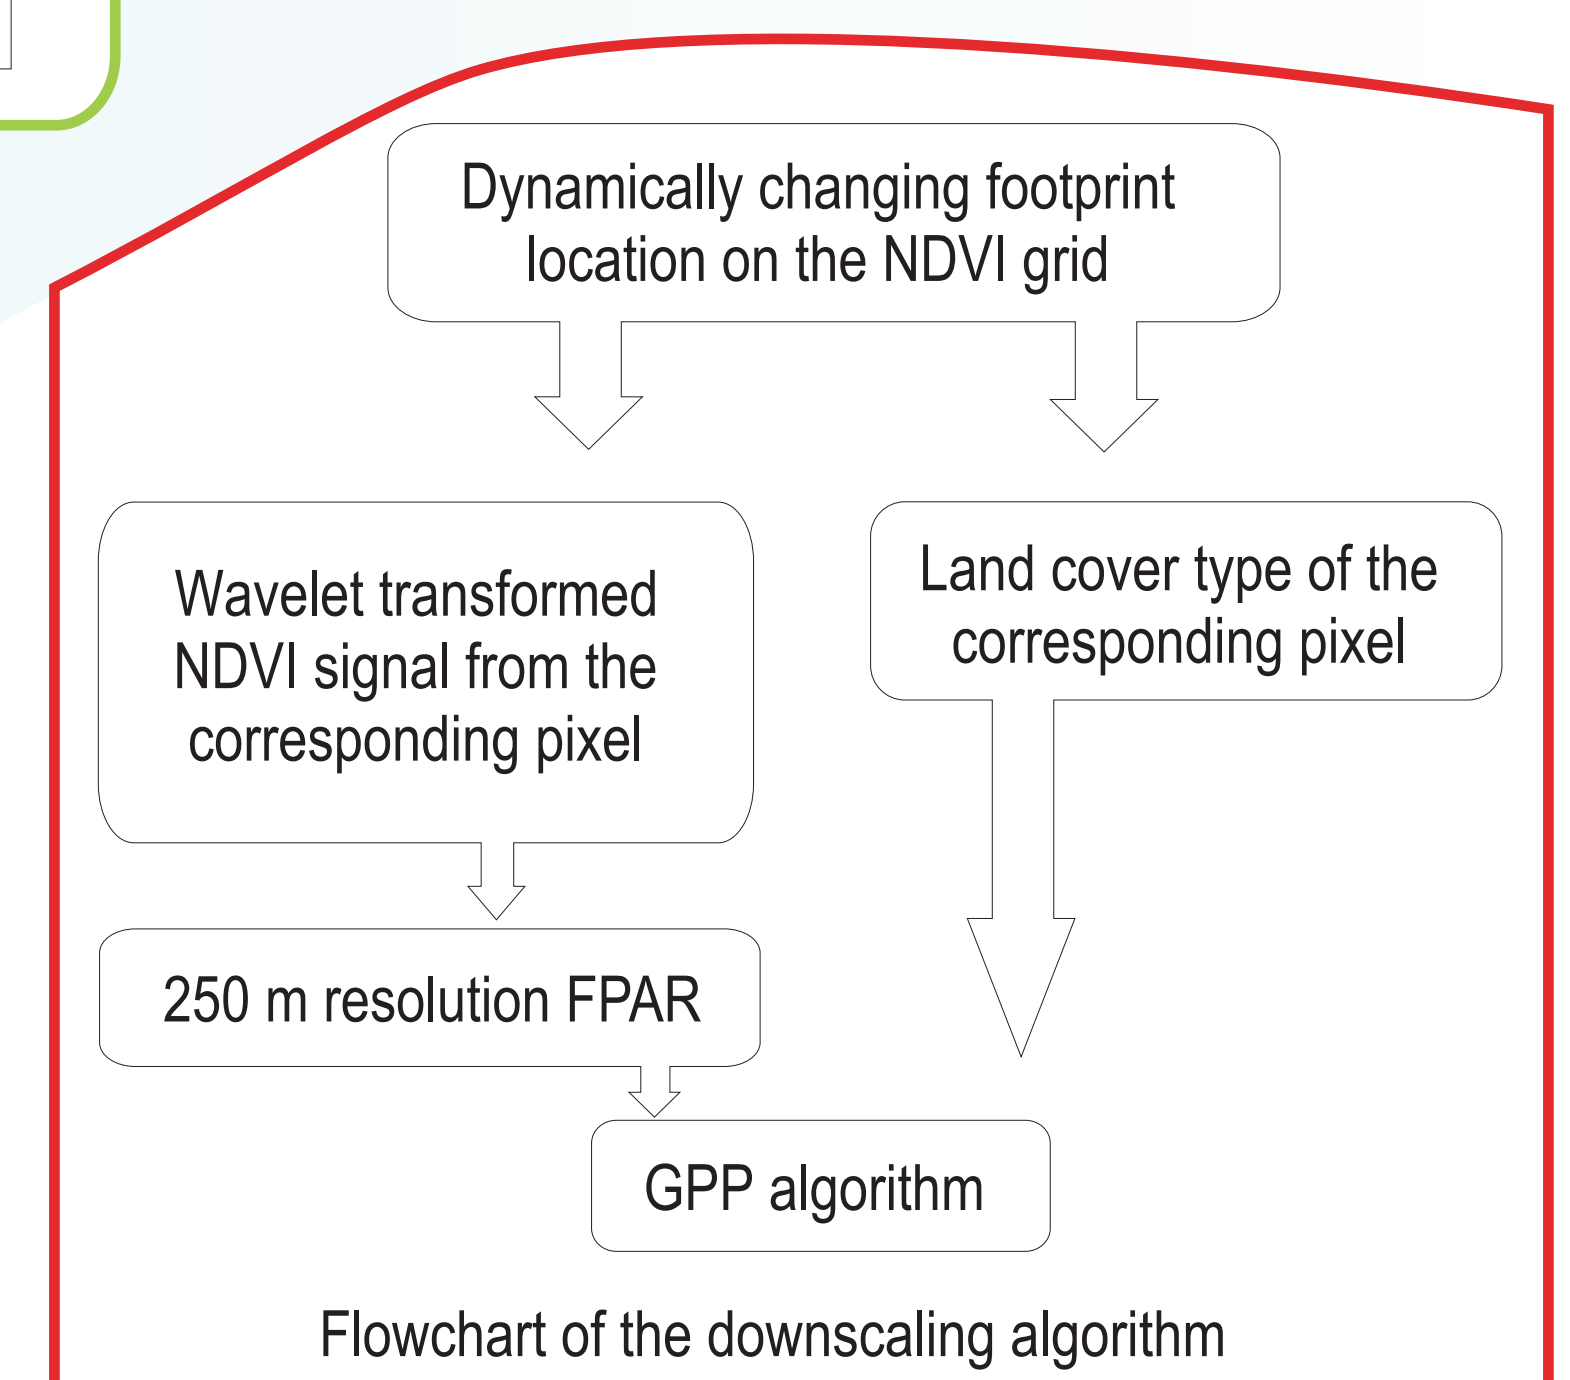 Dynamically changing footprint
location on the NDVI grid
Wavelet transformed
NDVI signal from the
corresponding pixel
Land cover type of the
corresponding pixel
250 m resolution FPAR
GPP algorithm
Flowchart of the downscaling algorithm